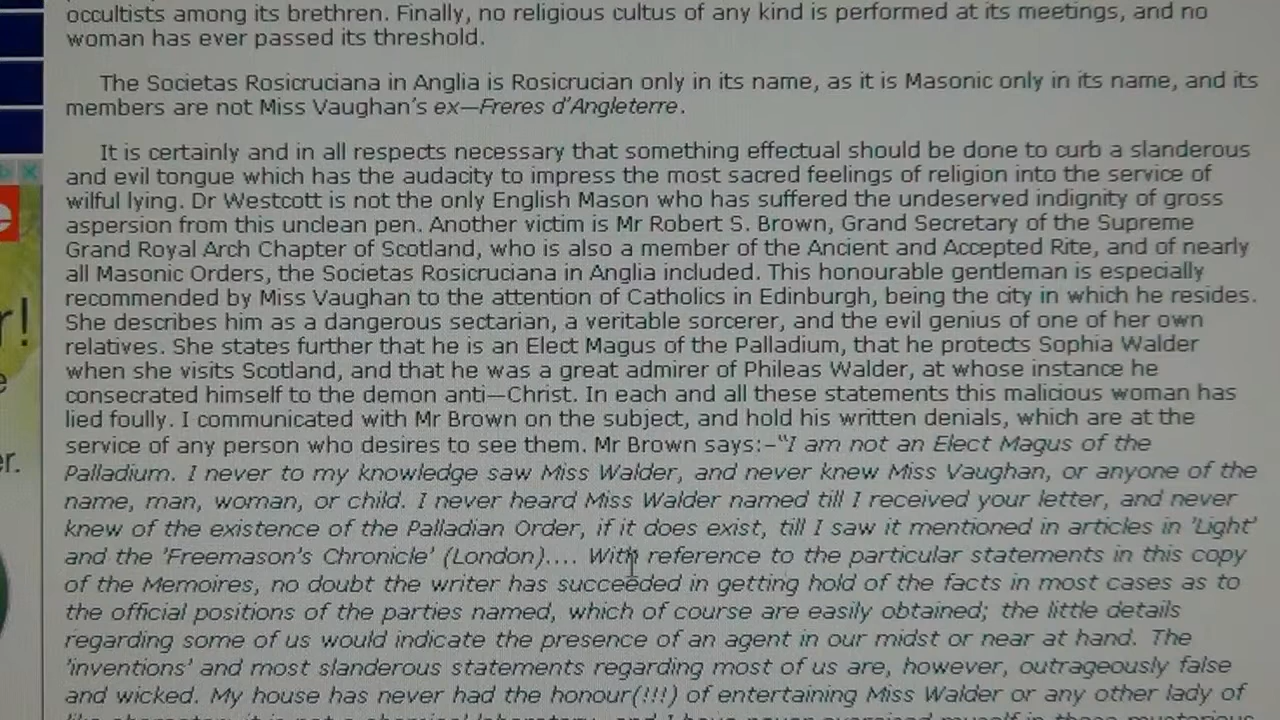 occultists among its brethren. Finally, no religious cultus of any kind is performed at its meetings, and no
woman has ever passed its threshold.
The Societas Rosicruciana in Anglia is Rosicrucian only in its name, as it is Masonic only in its name, and its
members are not Miss Vaughan's ex—Freres d'Angleterre.
It is certainly and in all respects necessary that something effectual should be done to curb a slanderous
and evil tongue which has the audacity to impress the most sacred feelings of religion into the service of
wilful lying. Dr Westcott is not the only English Mason who has suffered the undeserved indignity of gross
aspersion from this unclean pen. Another victim is Mr Robert S. Brown, Grand Secretary of the Supreme
Grand Royal Arch Chapter of Scotland, who is also a member of the Ancient and Accepted Rite, and of nearly
all Masonic Orders, the Societas Rosicruciana in Anglia included. This honourable gentleman is especially
recommended by Miss Vaughan to the attention of Catholics in Edinburgh, being the city in which he resides.
She describes him as a dangerous sectarian, a veritable sorcerer, and the evil genius of one of her own
relatives. She states further that he is an Elect Magus of the Palladium, that he protects Sophia Walder
when she visits Scotland, and that he was a great admirer of Phileas Walder, at whose instance he
consecrated himself to the demon anti—Christ. In each and all these statements this malicious woman has
lied foully. I communicated with Mr Brown on the subject, and hold his written denials, which are at the
service of any person who desires to see them. Mr Brown says:–"I am not an Elect Magus of the
Palladium. I never to my knowledge saw Miss Walder, and never knew Miss Vaughan, or anyone of the
name, man, woman, or child. I never heard Miss Walder named till I received your letter, and never
knew of the existence of the Palladian Order, if it does exist, till I saw it mentioned in articles in 'Light'
and the 'Freemason's Chronicle' (London).... With reference to the particular statements in this copy
of the Memoires, no doubt the writer has succeeded in getting hold of the facts in most cases as to
the official positions of the parties named, which of course are easily obtained; the little details
regarding some of us would indicate the presence of an agent in our midst or near at hand. The
'inventions' and most slanderous statements regarding most of us are, however, outrageously false
and wicked. My house has never had the honour(!!!) of entertaining Miss Walder or any other lady of
r!
e
er.